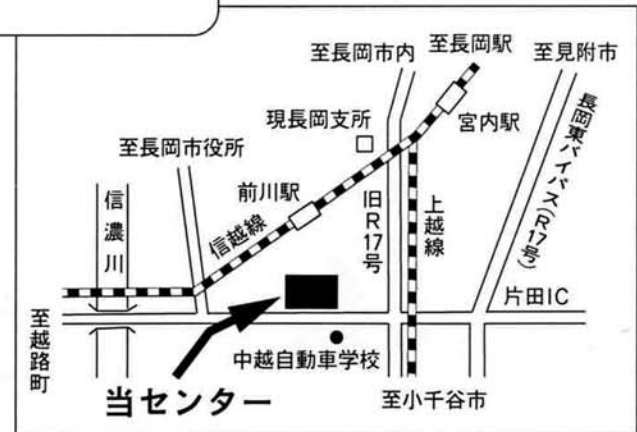 至長岡駅
至長岡市内
至見附市
現長岡支所
宮内駅
至長岡市役所
長岡東バイパス(R17号)
前川駅
信濃川
信越線
旧R17号
上越線
片田IC
至越路町
中越自動車学校
当センター
至小千谷市